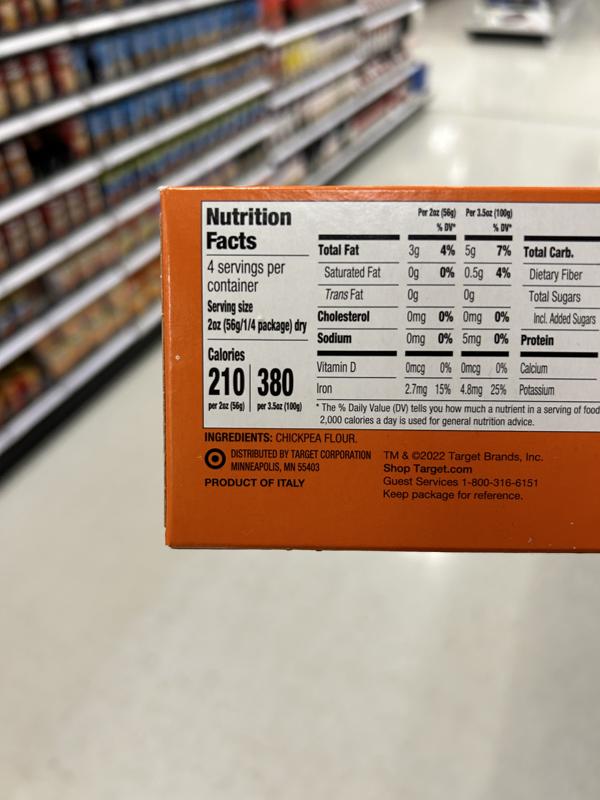 Nutrition
Facts
4 servings per
container
Serving size
2oz (56g/1/4 package) dry
Calories
210 380
per 2oz (56g) per 3.5oz (100g)
Per 2oz (56g) Per 3.5oz (100g)
% DV* % DV*
Total Fat 3g 4% 5g 7%
Saturated Fat 0g 0% 0.5g 4%
Trans Fat 0g 0g
Cholesterol 0mg 0% 0mg 0%
Sodium 0mg 0% 5mg 0%
Vitamin D 0mcg 0% 0mcg 0%
Iron 2.7mg 15% 4.8mg 25%
Total Carb.
Dietary Fiber
Total Sugars
Incl. Added Sugars
Protein
Calcium
Potassium
* The % Daily Value (DV) tells you how much a nutrient in a serving of food
2,000 calories a day is used for general nutrition advice.
INGREDIENTS: CHICKPEA FLOUR.
DISTRIBUTED BY TARGET CORPORATION
MINNEAPOLIS, MN 55403
PRODUCT OF ITALY
TM & ©2022 Target Brands, Inc.
Shop Target.com
Guest Services 1-800-316-6151
Keep package for reference.